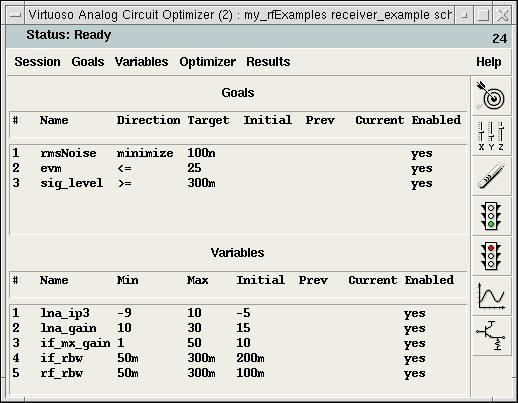 Virtuoso Analog Circuit Optimizer (2) : my_rfExamples receiver_example sch
Status: Ready
24
Session Goals Variables Optimizer Results Help
Goals
# Name Direction Target Initial Prev Current Enabled
1 rmsNoise minimize 100n yes
2 evm <= 25 yes
3 sig_level >= 300m yes
Variables
# Name Min Max Initial Prev Current Enabled
1 lna_ip3 -9 10 -5 yes
2 lna_gain 10 30 15 yes
3 if_mx_gain 1 50 10 yes
4 if_rbw 50m 300m 200m yes
5 rf_rbw 50m 300m 100m yes
X Y Z